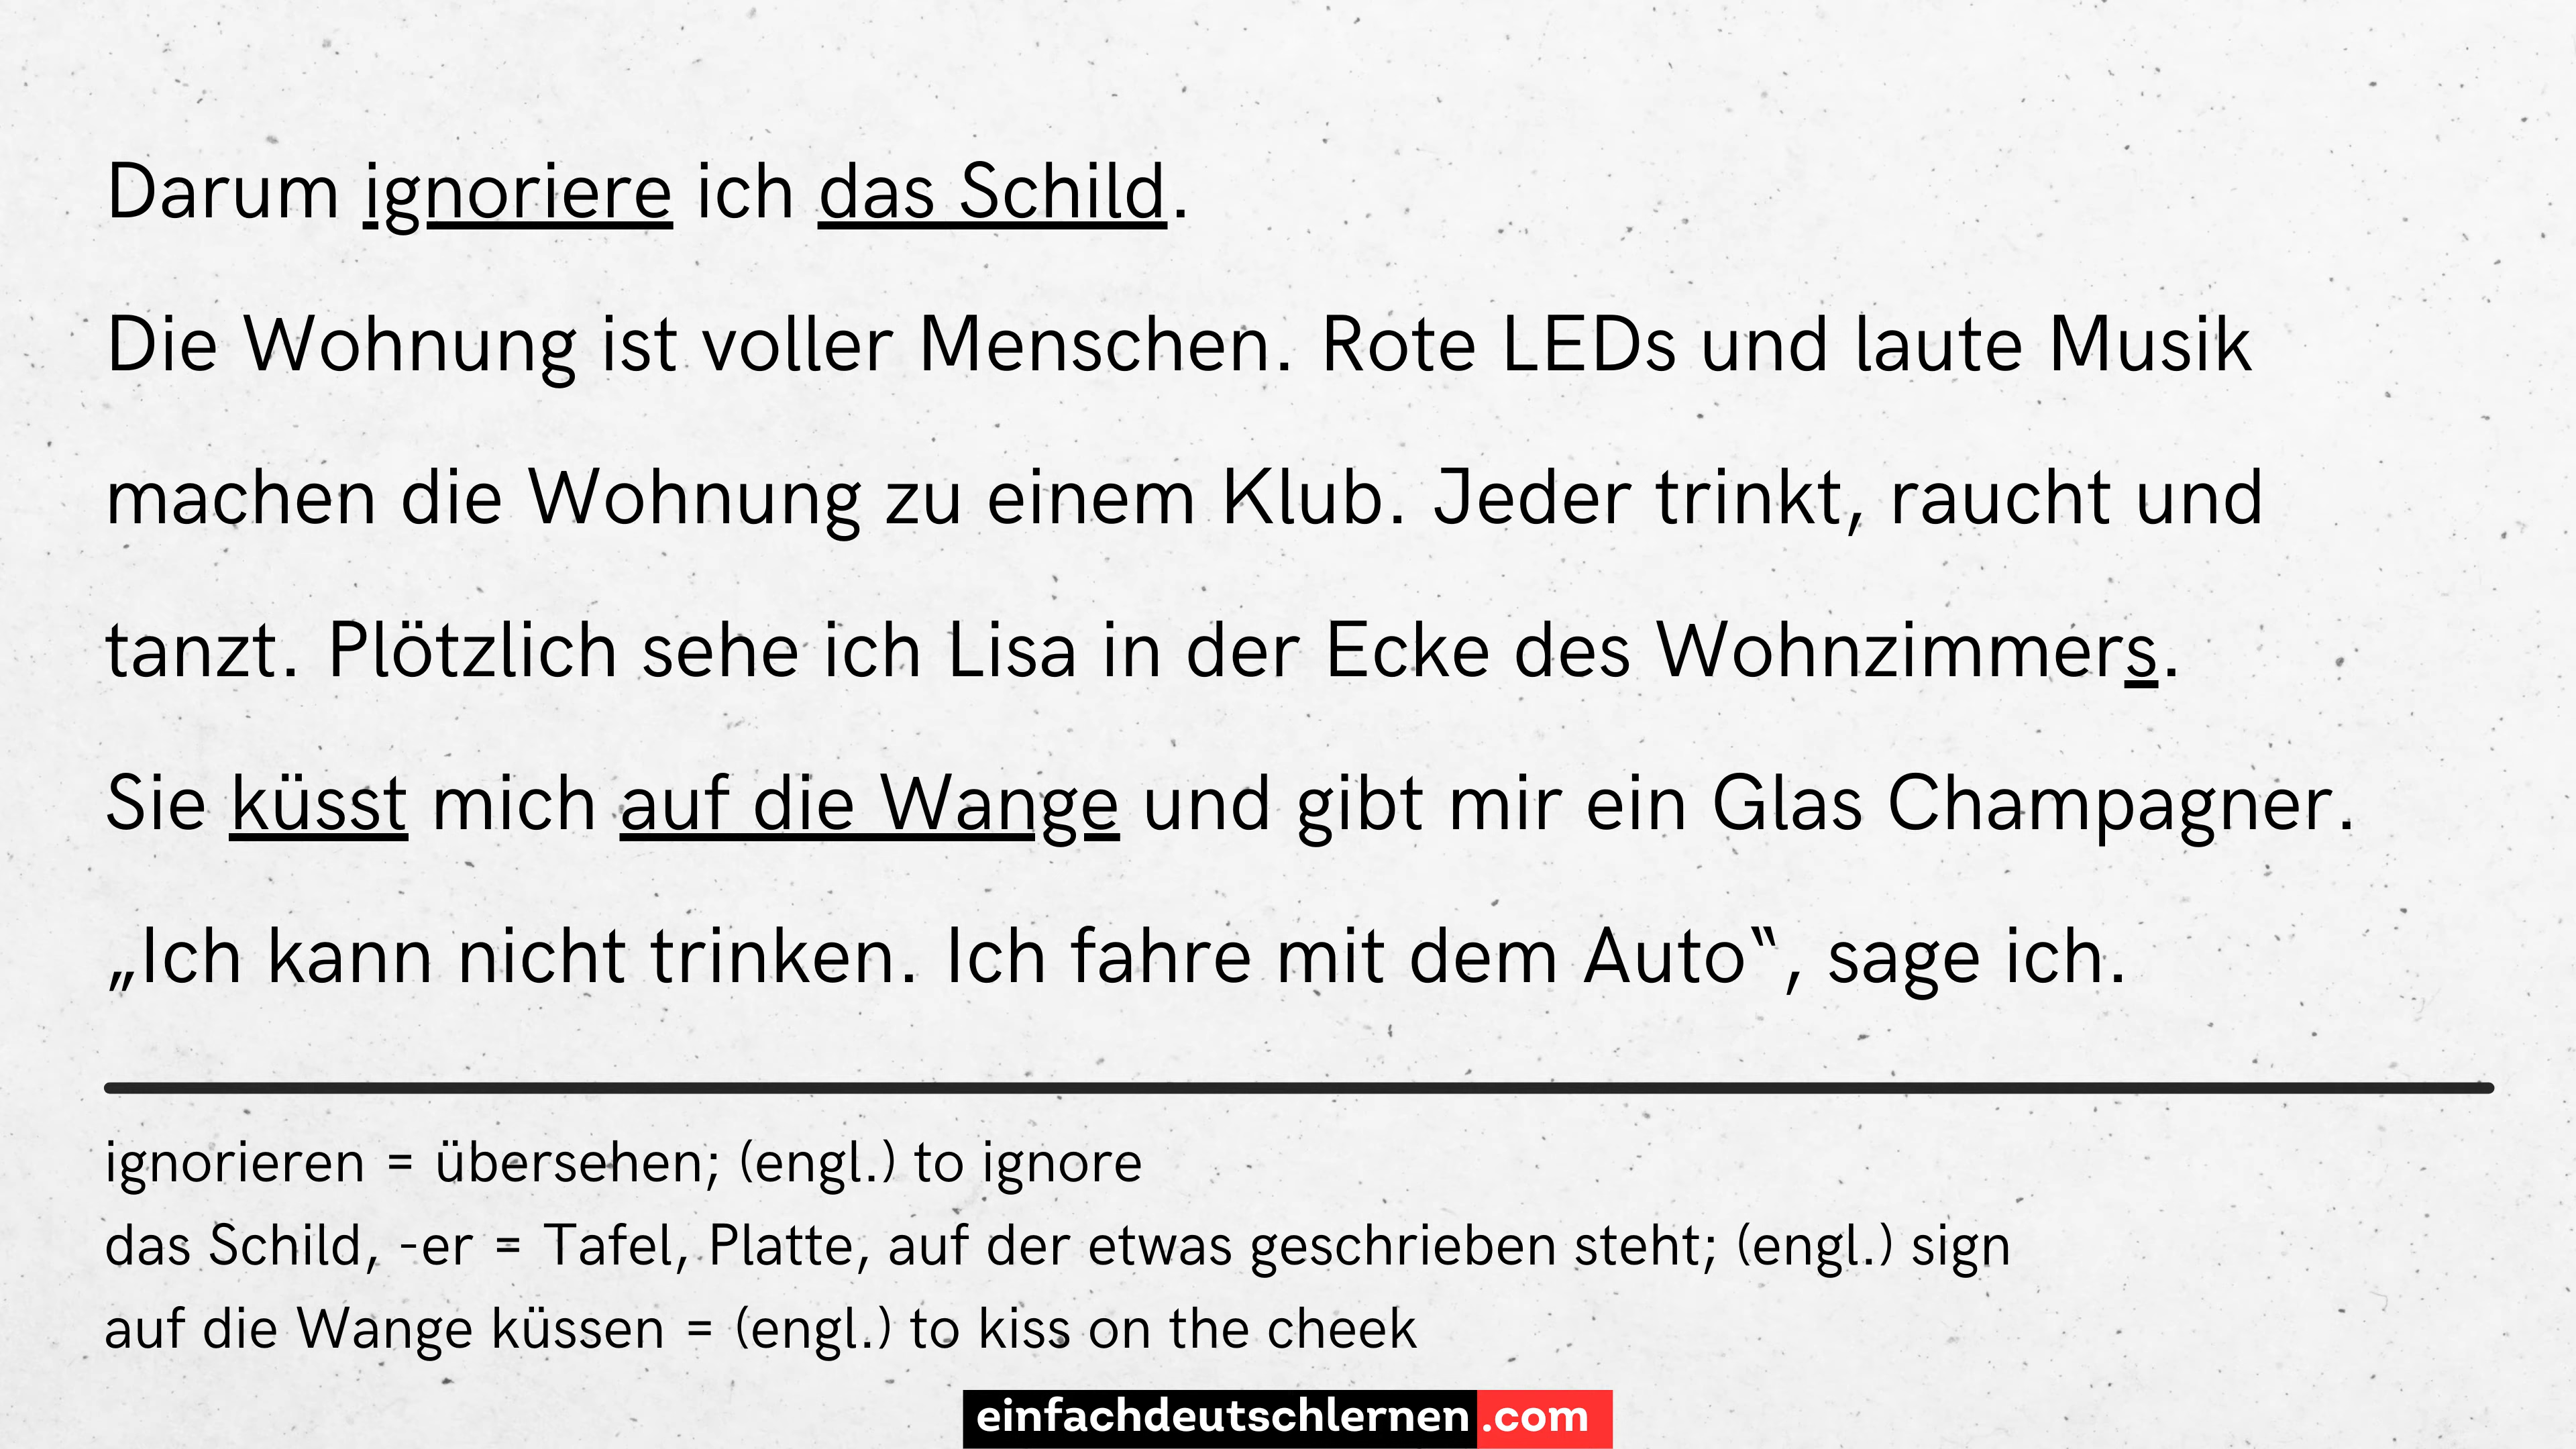 Darum ignoriere ich das Schild.
Die Wohnung ist voller Menschen. Rote LEDs und laute Musik
machen die Wohnung zu einem Klub. Jeder trinkt, raucht und
tanzt. Plötzlich sehe ich Lisa in der Ecke des Wohnzimmers.
Sie küsst mich auf die Wange und gibt mir ein Glas Champagner.
„Ich kann nicht trinken. Ich fahre mit dem Auto‟, sage ich.
ignorieren = übersehen; (engl.) to ignore
das Schild, -er = Tafel, Platte, auf der etwas geschrieben steht; (engl.) sign
auf die Wange küssen = (engl.) to kiss on the cheek
einfachdeutschlernen.com